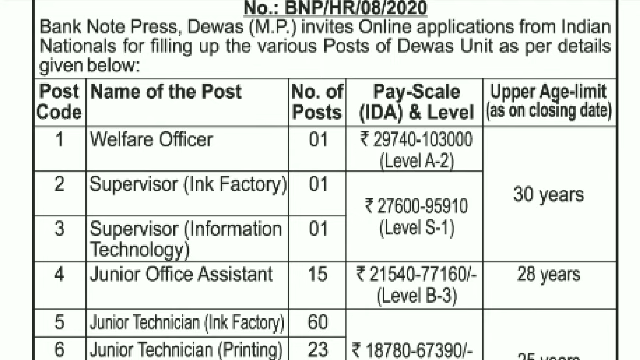 No.: BNP/HR/08/2020
Bank Note Press, Dewas (M.P.) invites Online applications from Indian
Nationals for filling up the various Posts of Dewas Unit as per details
given below:
Post Code | Name of the Post | No. of Posts | Pay-Scale (IDA) & Level | Upper Age-limit (as on closing date)
1 | Welfare Officer | 01 | ₹ 29740-103000 (Level A-2) | 30 years
2 | Supervisor (Ink Factory) | 01 | ₹ 27600-95910 (Level S-1)
3 | Supervisor (Information Technology) | 01
4 | Junior Office Assistant | 15 | ₹ 21540-77160/- (Level B-3) | 28 years
5 | Junior Technician (Ink Factory) | 60
6 | Junior Technician (Printing) | 23 | ₹ 18780-67390/- | 25 years